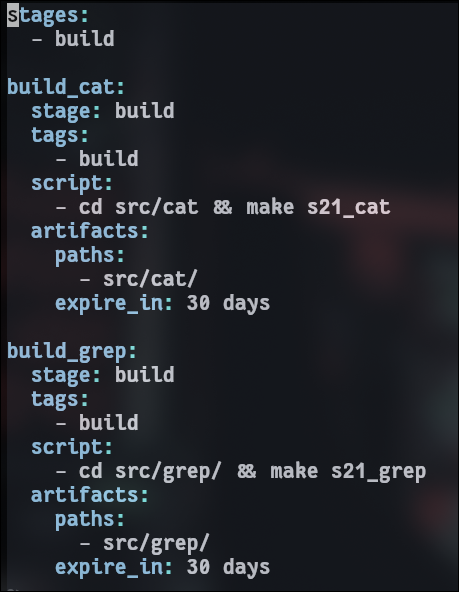 stages:
  - build

build_cat:
  stage: build
  tags:
    - build
  script:
    - cd src/cat && make s21_cat
  artifacts:
    paths:
      - src/cat/
    expire_in: 30 days

build_grep:
  stage: build
  tags:
    - build
  script:
    - cd src/grep/ && make s21_grep
  artifacts:
    paths:
      - src/grep/
    expire_in: 30 days